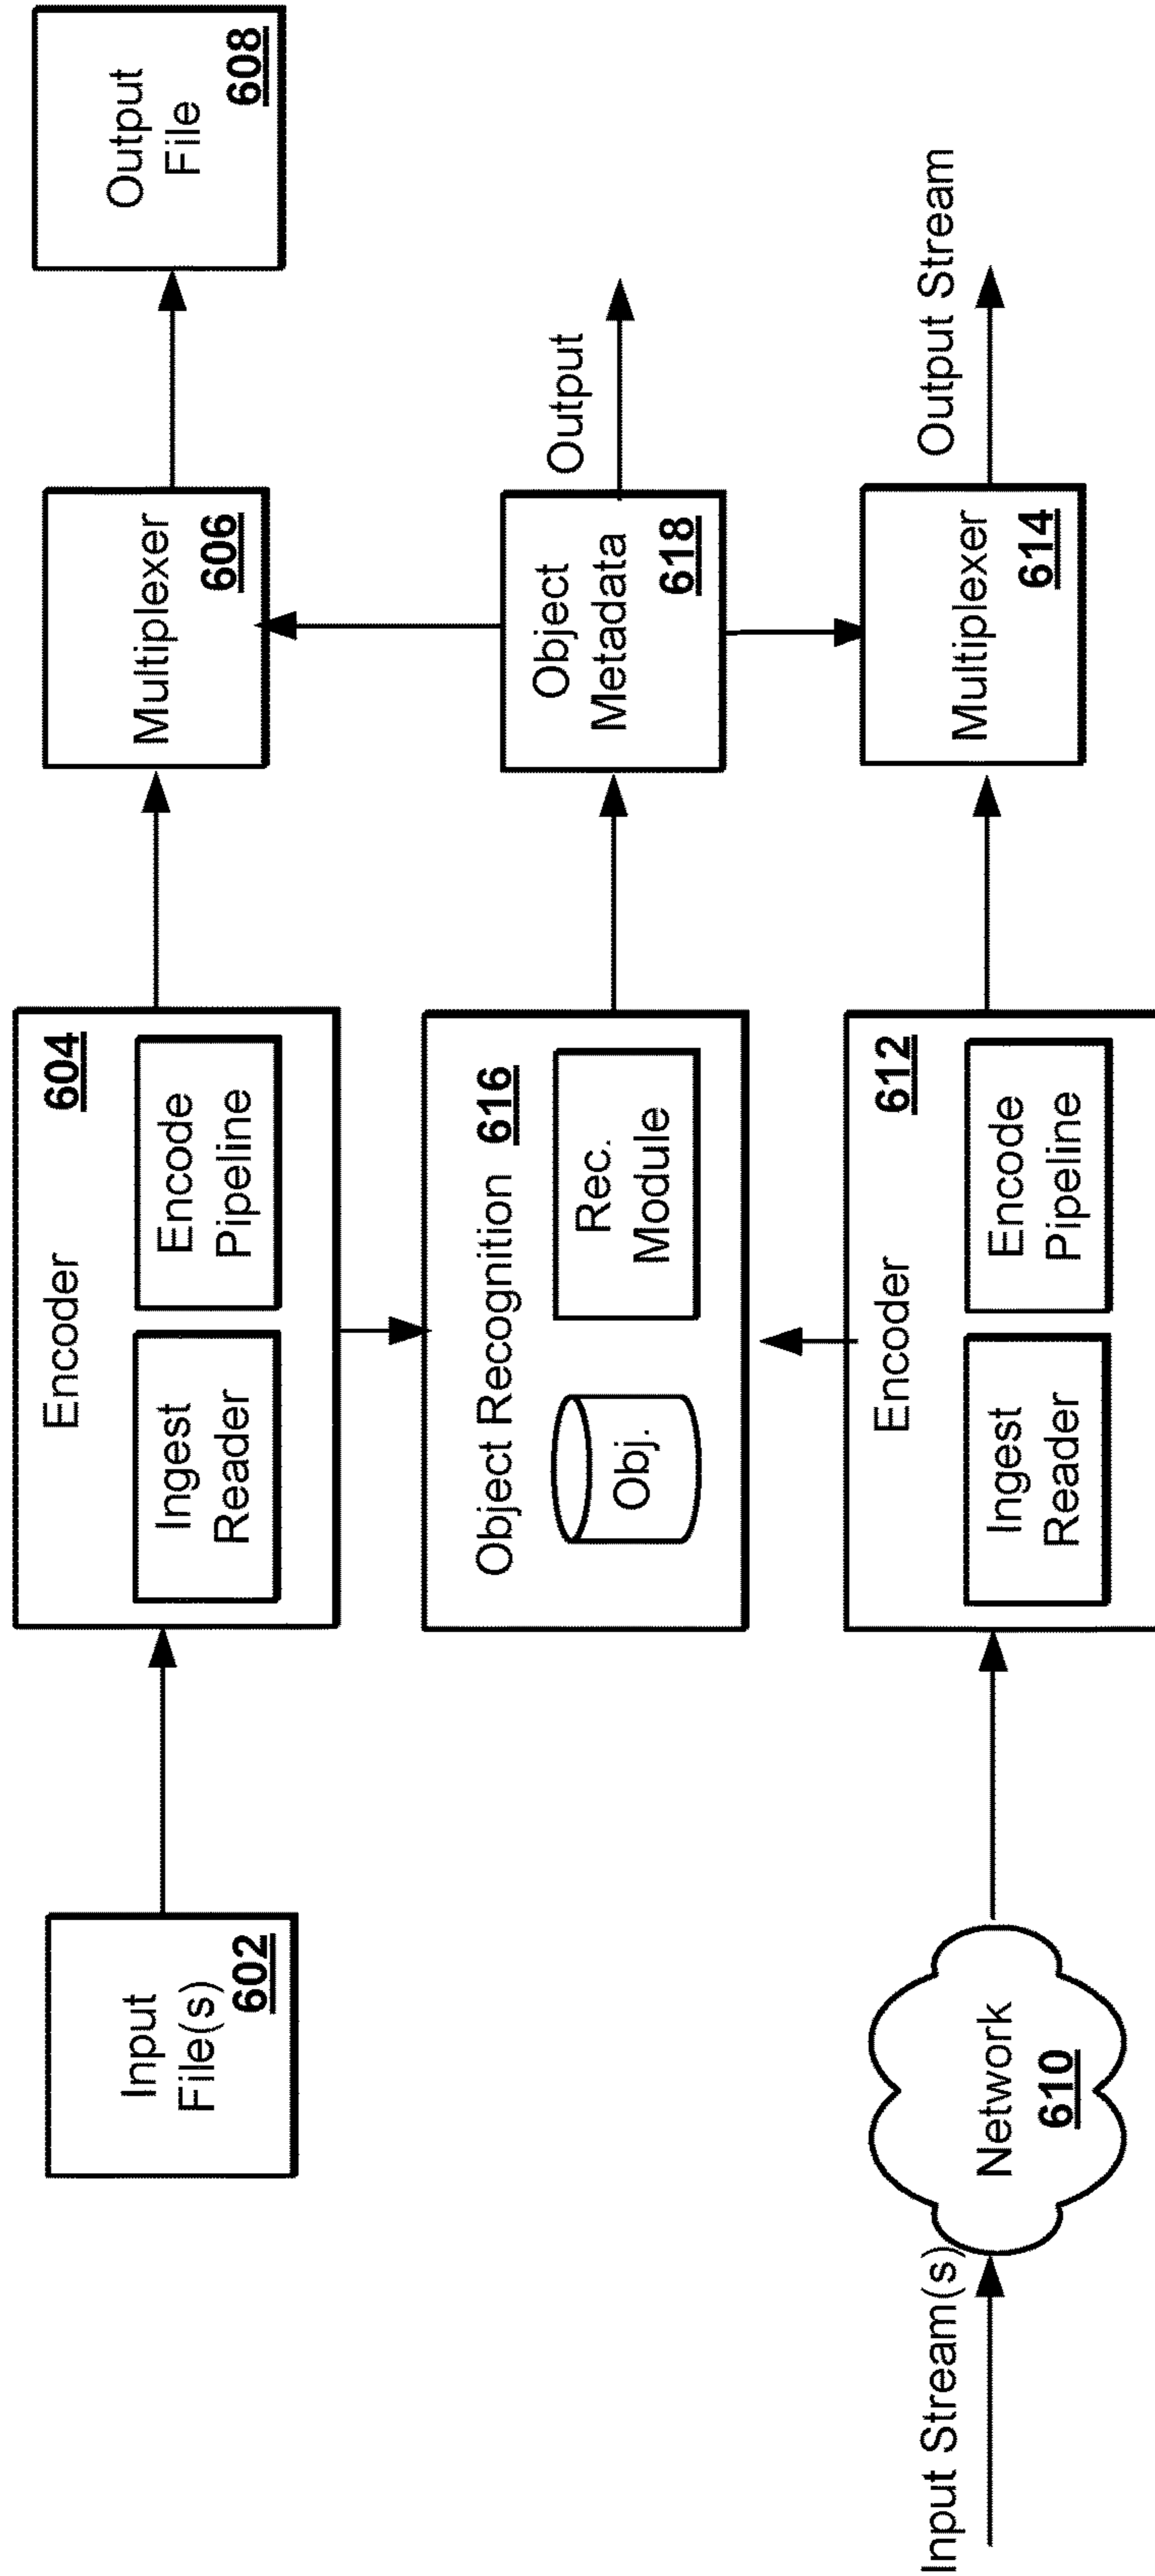 Input
File(s)
602
Encoder
604
Ingest
Reader
Encode
Pipeline
Multiplexer
606
Output
File
608
Object Recognition 616
Obj.
Rec.
Module
Object
Metadata
618
Output
Input Stream(s)
Network
610
Encoder
612
Ingest
Reader
Encode
Pipeline
Multiplexer
614
Output Stream